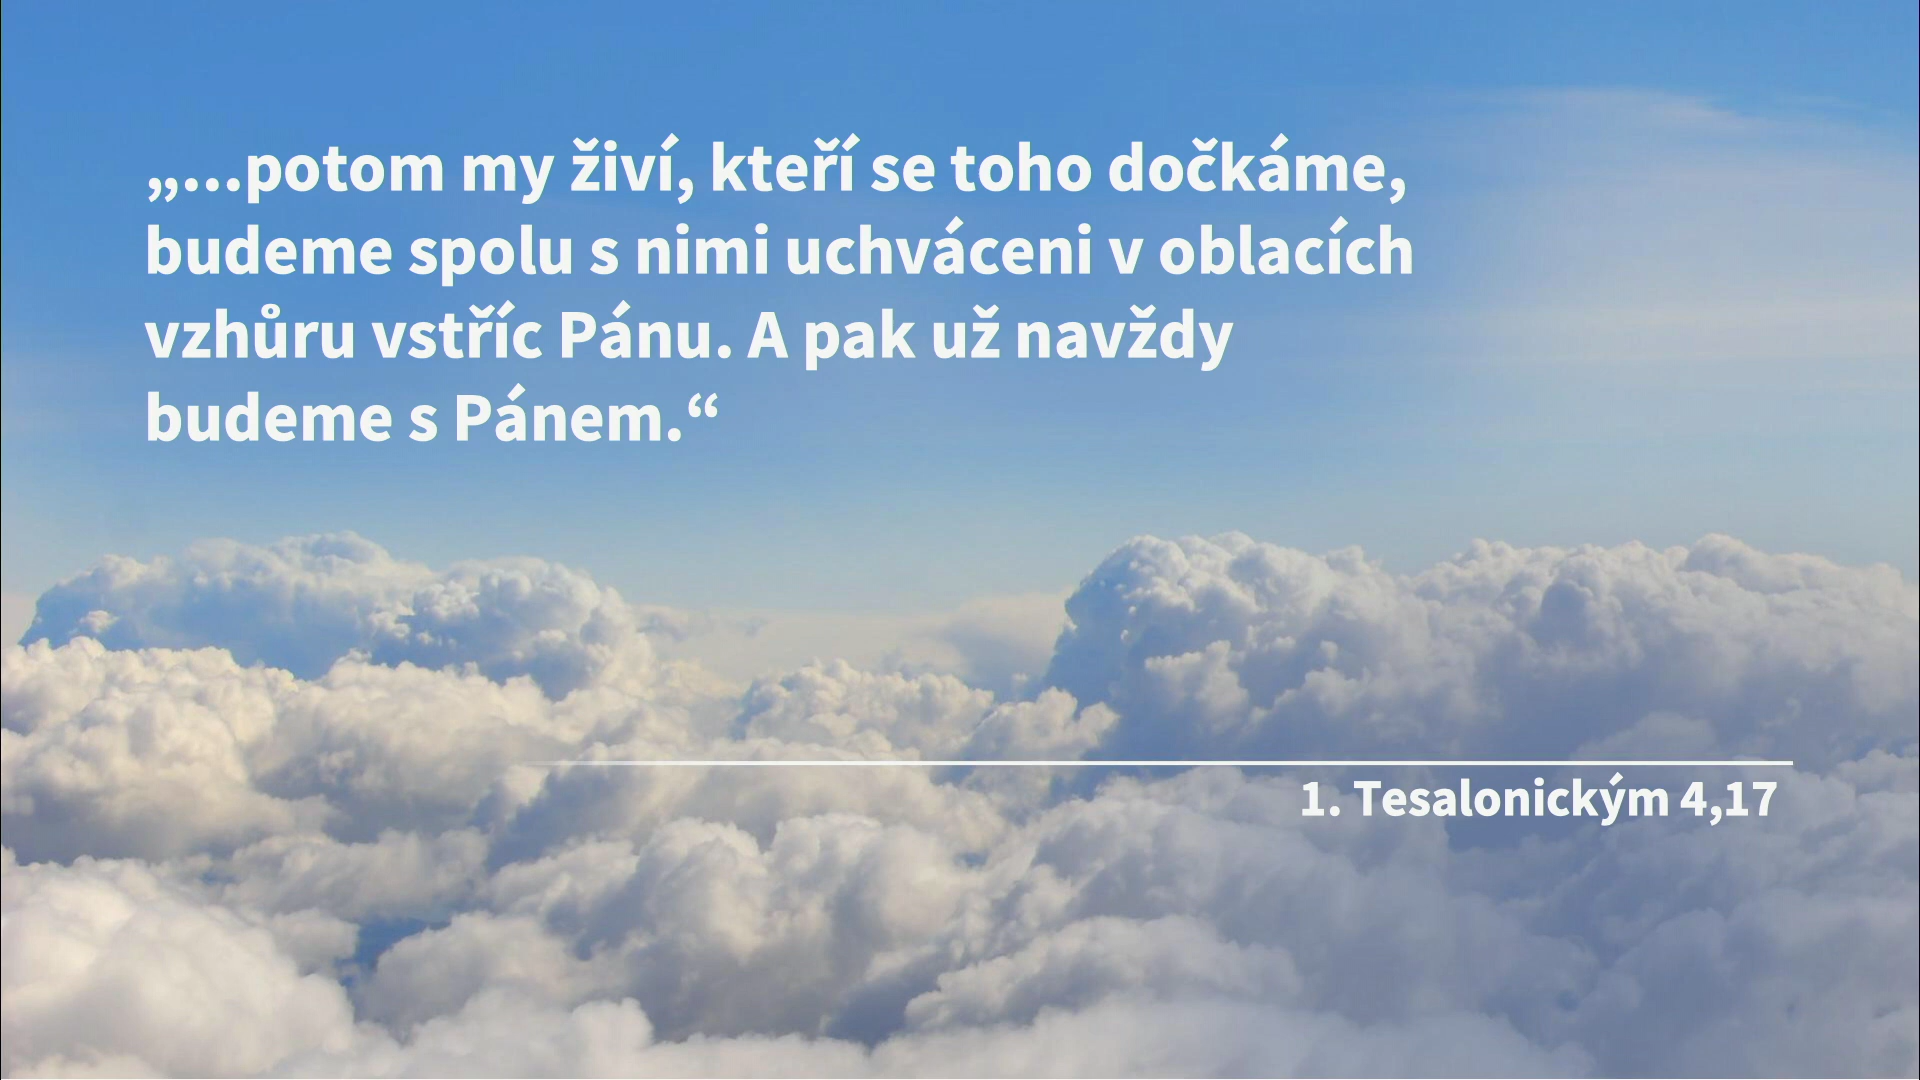 „...potom my živí, kteří se toho dočkáme,
budeme spolu s nimi uchváceni v oblacích
vzhůru vstříc Pánu. A pak už navždy
budeme s Pánem.“
1. Tesalonickým 4,17